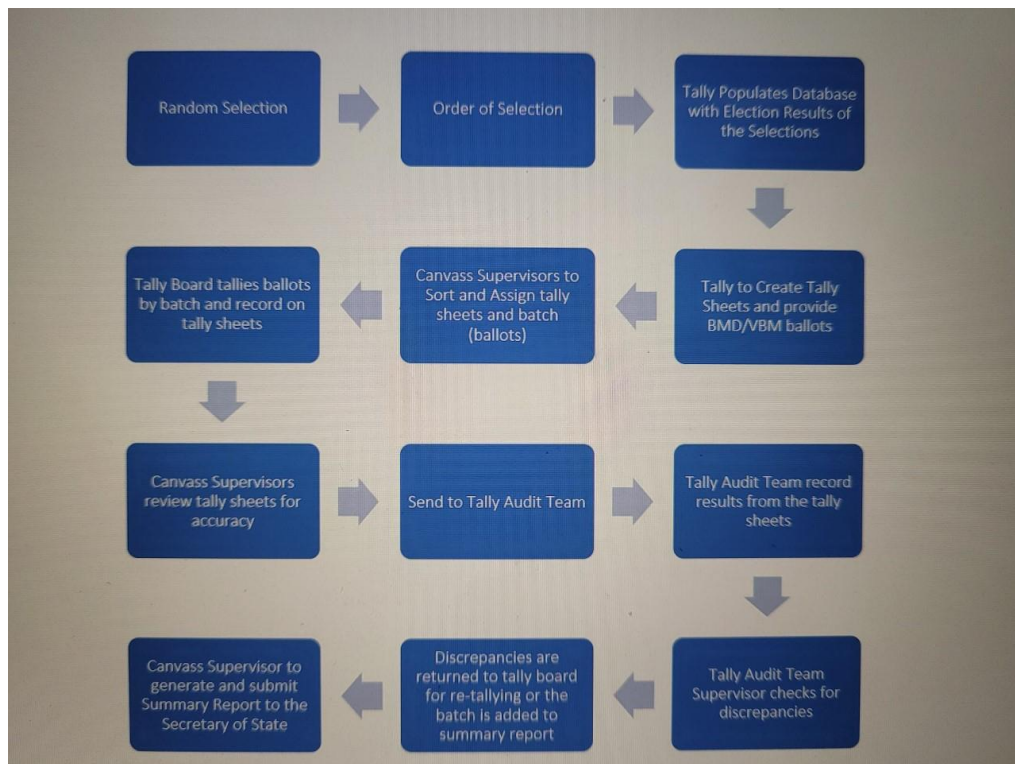 Random Selection
Order of Selection
Tally Populates Database
with Election Results of
the Selections
Tally to Create Tally
Sheets and provide
BMD/VBM ballots
Canvass Supervisors to
Sort and Assign tally
sheets and batch
(ballots)
Tally Board tallies ballots
by batch and record on
tally sheets
Canvass Supervisors
review tally sheets for
accuracy
Send to Tally Audit Team
Tally Audit Team record
results from the tally
sheets
Tally Audit Team
Supervisor checks for
discrepancies
Discrepancies are
returned to tally board
for re-tallying or the
batch is added to
summary report
Canvass Supervisor to
generate and submit
Summary Report to the
Secretary of State